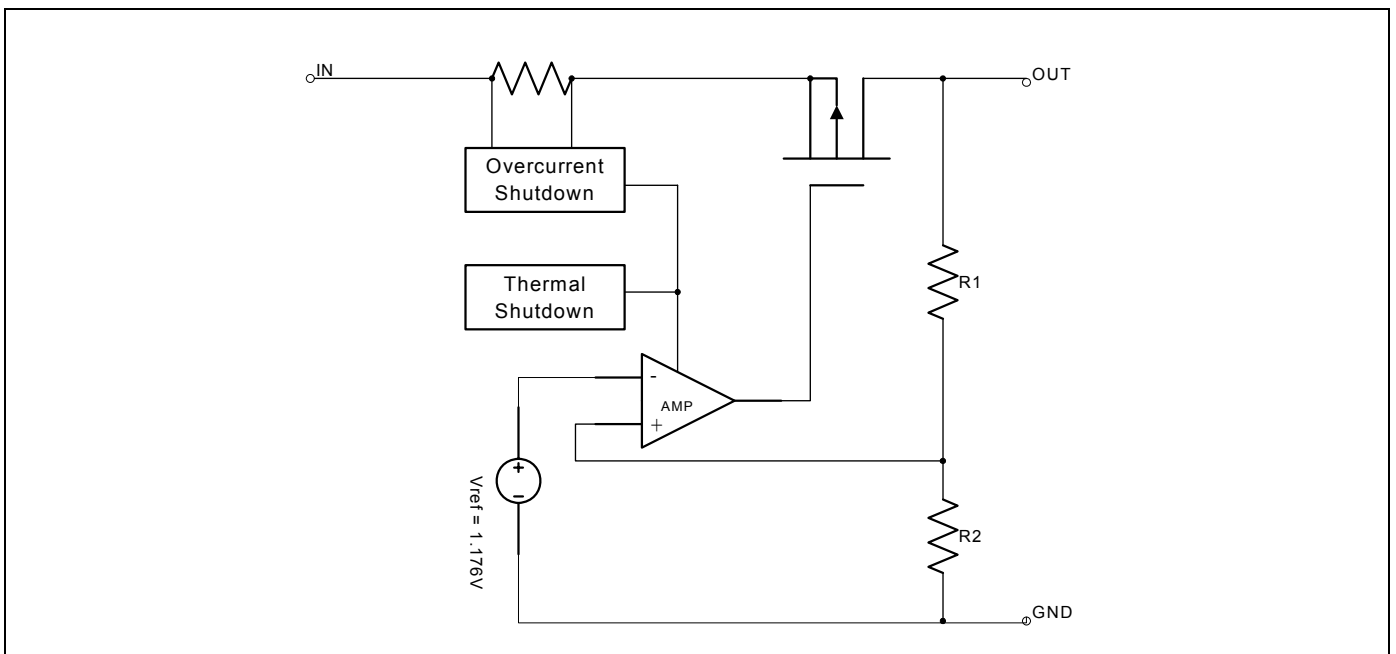 IN
OUT
Overcurrent
Shutdown
Thermal
Shutdown
R1
-
AMP
+
+
-
Vref = 1.176V
R2
GND